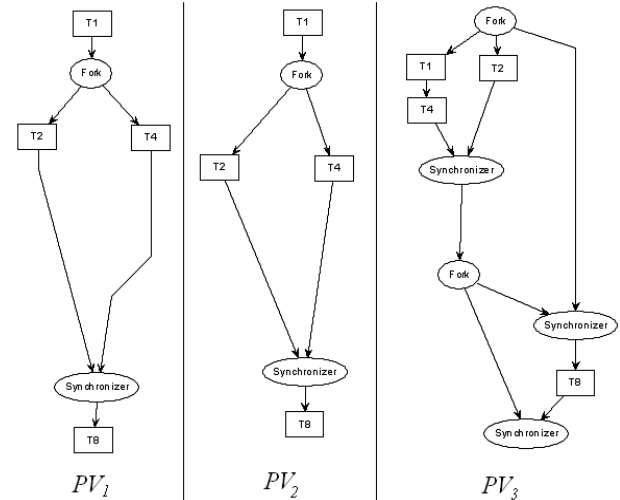 T1
Fork
T2
T4
Synchronizer
T8
PV1
T1
Fork
T2
T4
Synchronizer
T8
PV2
Fork
T1
T2
T4
Synchronizer
Fork
Synchronizer
T8
Synchronizer
PV3